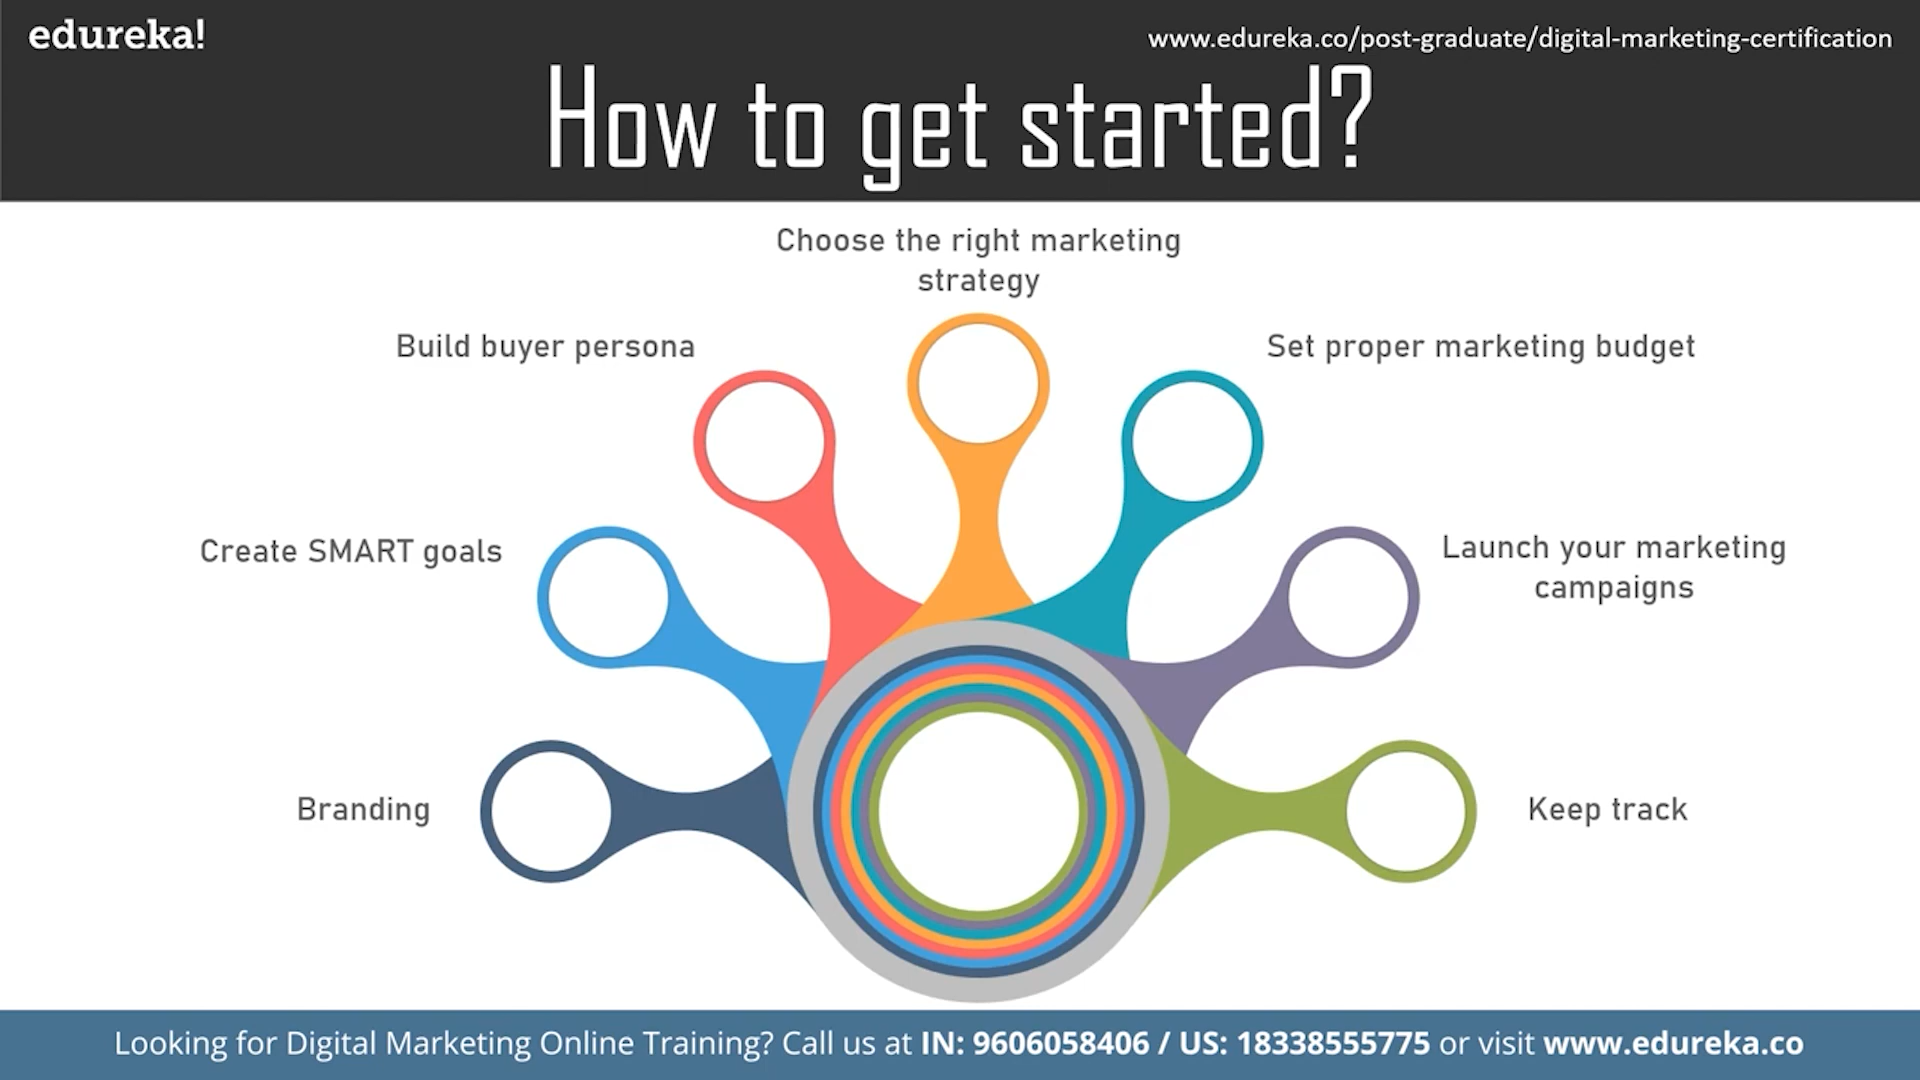 edureka!
www.edureka.co/post-graduate/digital-marketing-certification
How to get started?
Choose the right marketing
strategy
Build buyer persona
Set proper marketing budget
Create SMART goals
Launch your marketing
campaigns
Branding
Keep track
Looking for Digital Marketing Online Training? Call us at IN: 9606058406 / US: 18338555775 or visit www.edureka.co